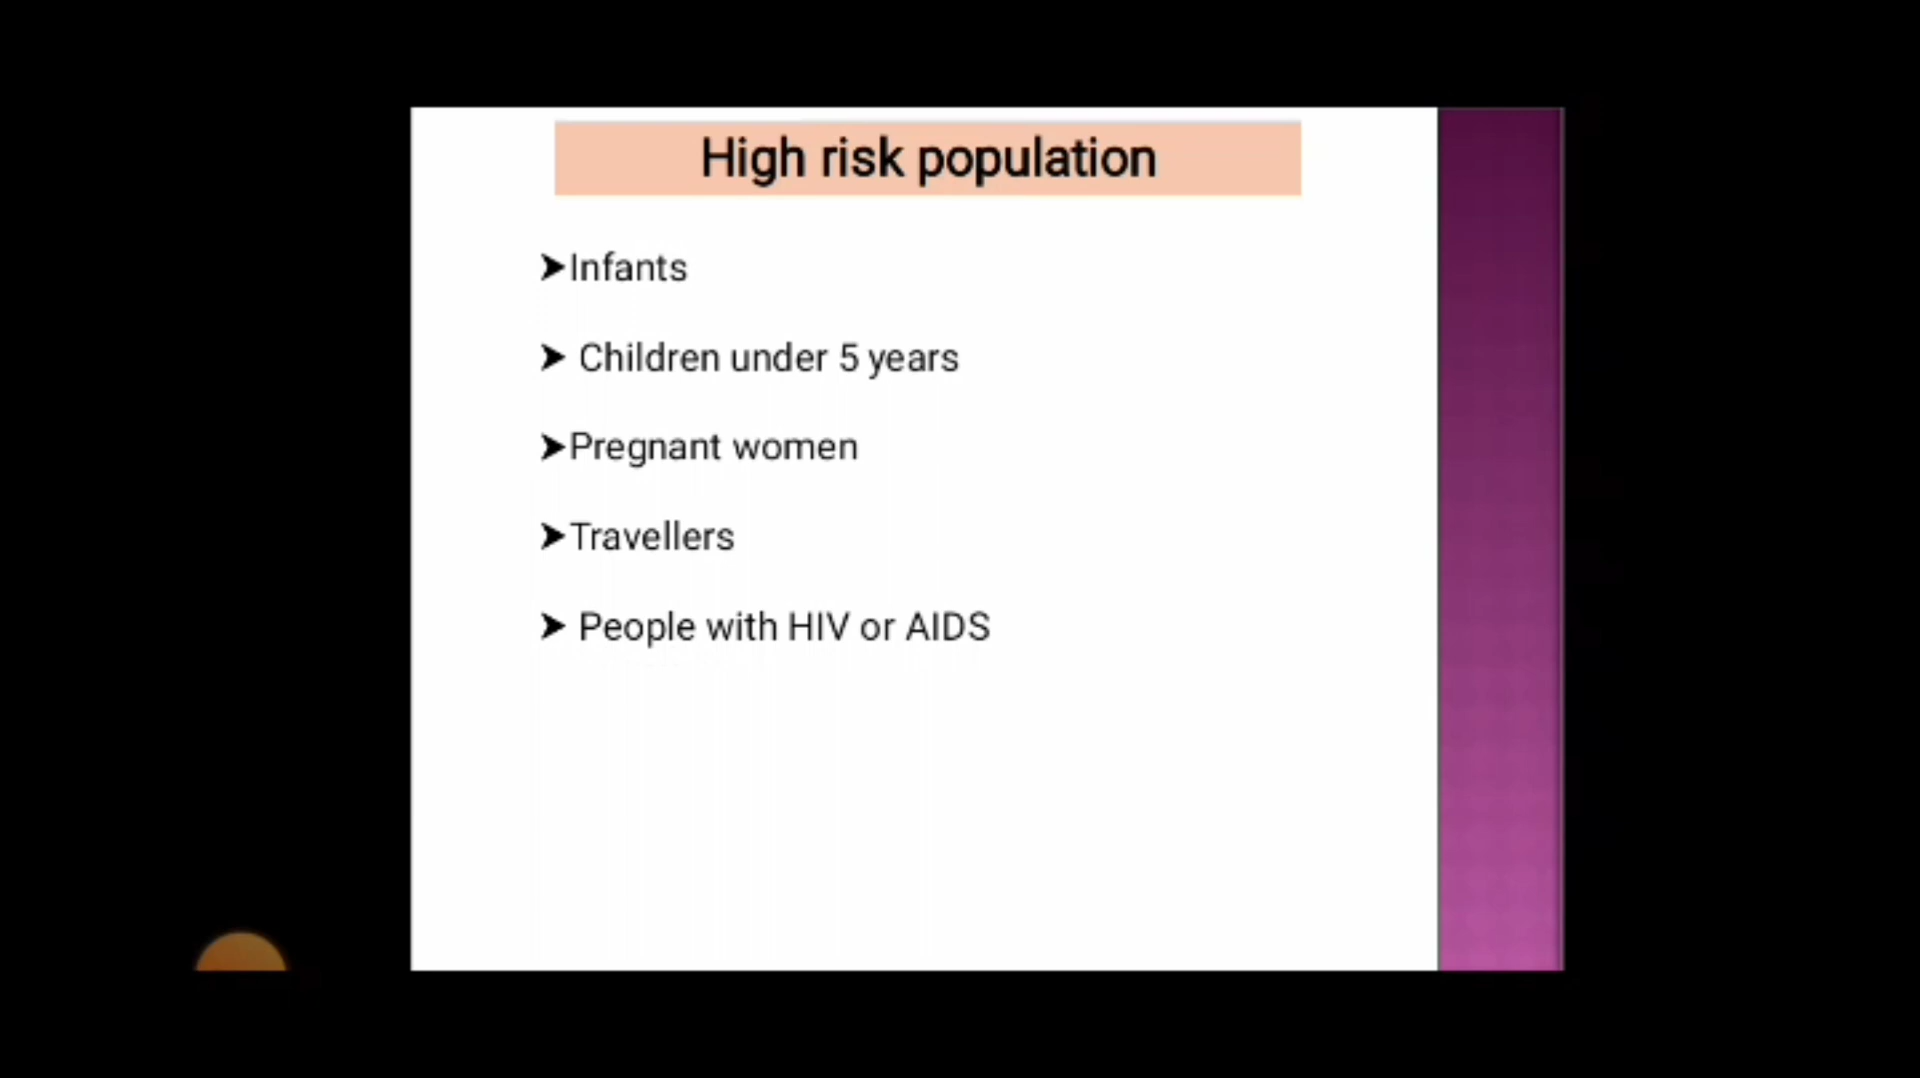 High risk population
➤Infants
➤ Children under 5 years
➤Pregnant women
➤Travellers
➤ People with HIV or AIDS